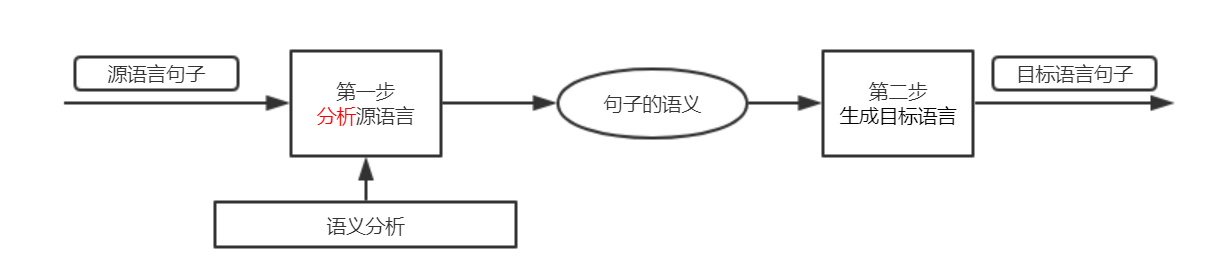 源语言句子
第一步
分析源语言
句子的语义
第二步
生成目标语言
目标语言句子
语义分析